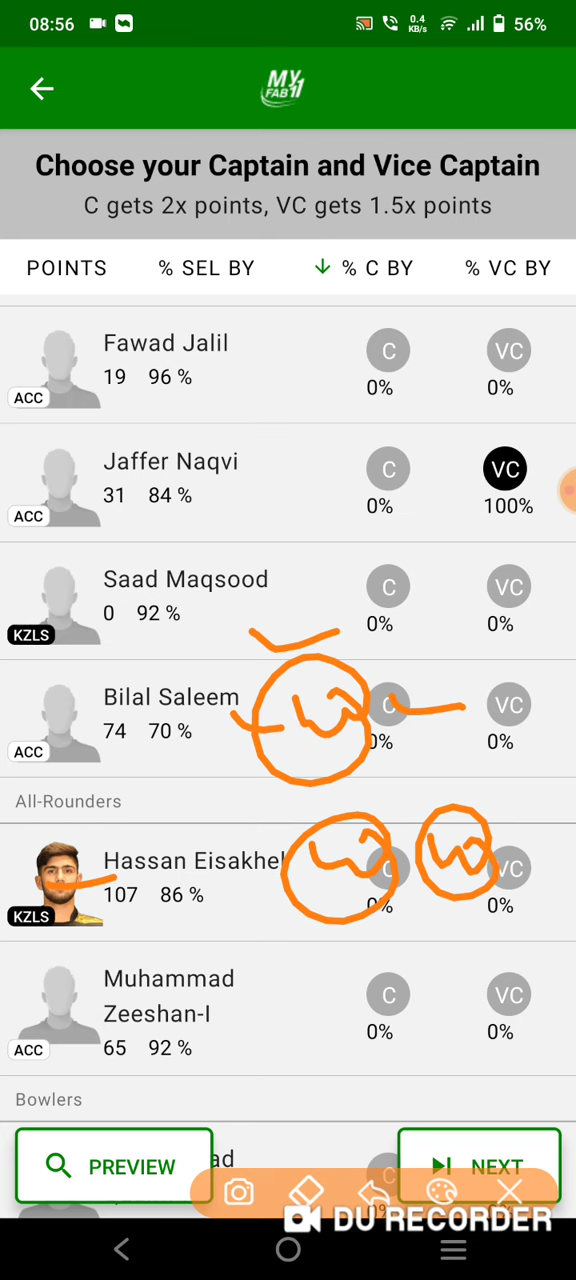 08:56 0.4 KB/s 56%
MY FAB11
Choose your Captain and Vice Captain
C gets 2x points, VC gets 1.5x points
POINTS % SEL BY % C BY % VC BY
Fawad Jalil
19 96 %
ACC
C
0%
VC
0%
Jaffer Naqvi
31 84 %
ACC
C
0%
VC
100%
Saad Maqsood
0 92 %
KZLS
C
0%
VC
0%
Bilal Saleem
74 70 %
ACC
C
0%
VC
0%
All-Rounders
Hassan Eisakhel
107 86 %
KZLS
C
0%
VC
0%
Muhammad
Zeeshan-I
65 92 %
ACC
C
0%
VC
0%
Bowlers
PREVIEW
NEXT
DU RECORDER